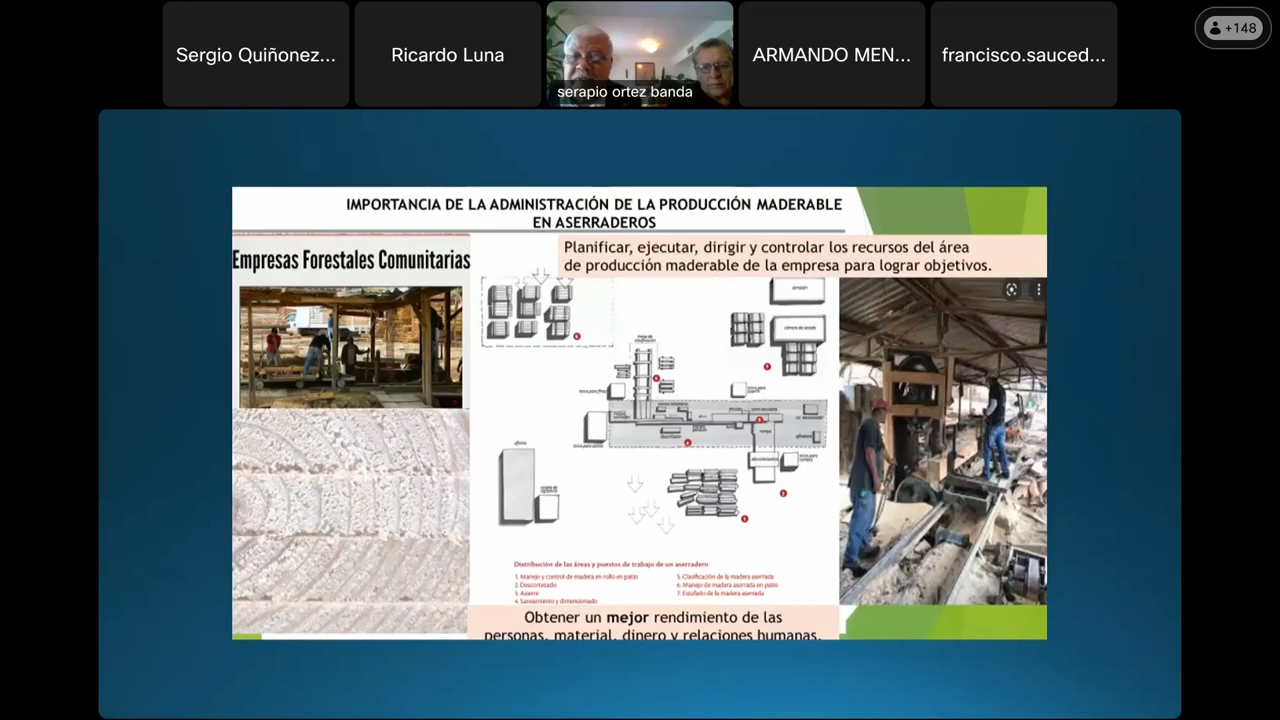 Sergio Quiñonez...
Ricardo Luna
serapio ortez banda
ARMANDO MEN...
francisco.sauced...
+148
IMPORTANCIA DE LA ADMINISTRACIÓN DE LA PRODUCCIÓN MADERABLE
EN ASERRADEROS
Empresas Forestales Comunitarias
Planificar, ejecutar, dirigir y controlar los recursos del área
de producción maderable de la empresa para lograr objetivos.
oficina
Distribución de las áreas y puestos de trabajo de un aserradero
1. Manejo y control de madera en rollo en patio
2. Descortezado
3. Aserre
4. Saneamiento y dimensionado
5. Clasificación de la madera aserrada
6. Manejo de madera aserrada en patio
7. Estufado de la madera aserrada
Obtener un mejor rendimiento de las
personas, material, dinero y relaciones humanas.